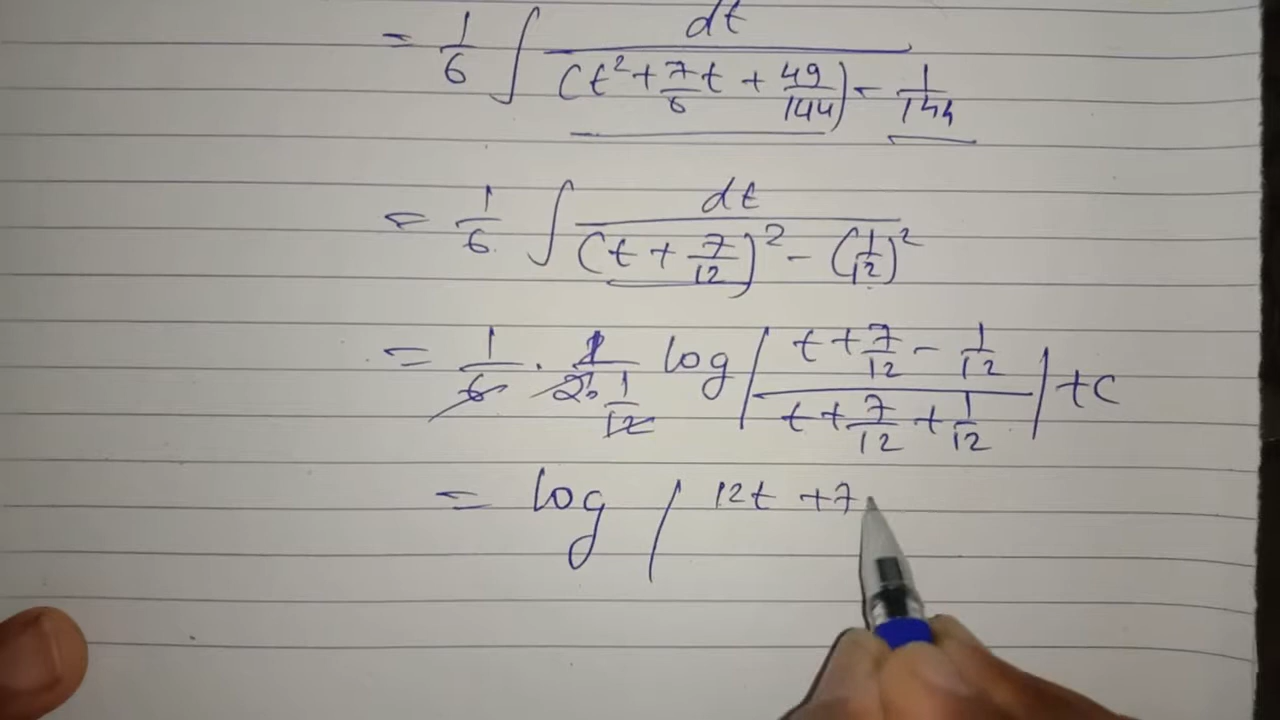 = 1/6 ∫ dt / (t² + 7/6 t + 49/144) - 1/144
= 1/6 ∫ dt / (t + 7/12)² - (1/12)²
= 1/6 · 1/2·1/12 log | t + 7/12 - 1/12 / t + 7/12 + 1/12 | + C
= log | 12t + 7